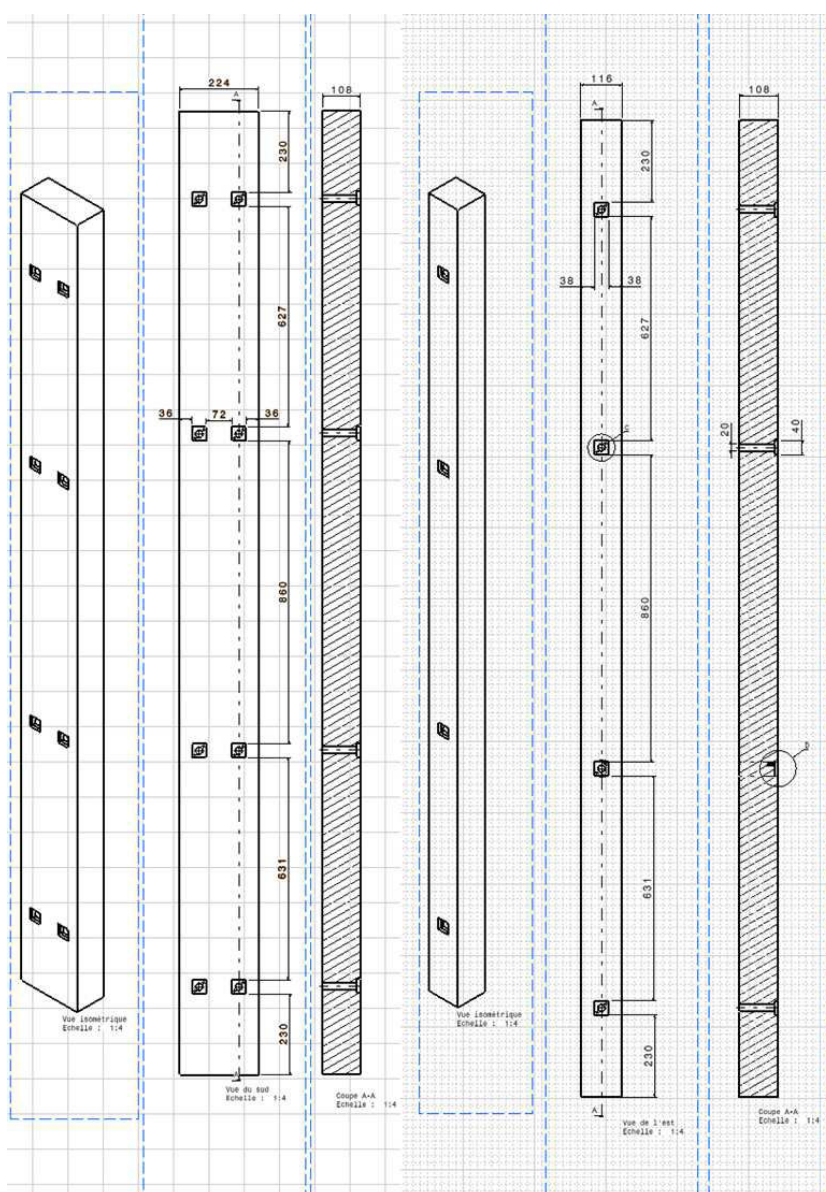 224
108
A
230
627
36 72 36
860
631
230
A
Vue isométrique
Echelle : 1:4
Vue du sud
Echelle : 1:4
Coupe A-A
Echelle : 1:4
116
108
A
230
38 38
627
20
40
860
631
230
A
Vue isométrique
Echelle : 1:4
Vue de l'est
Echelle : 1:4
Coupe A-A
Echelle : 1:4